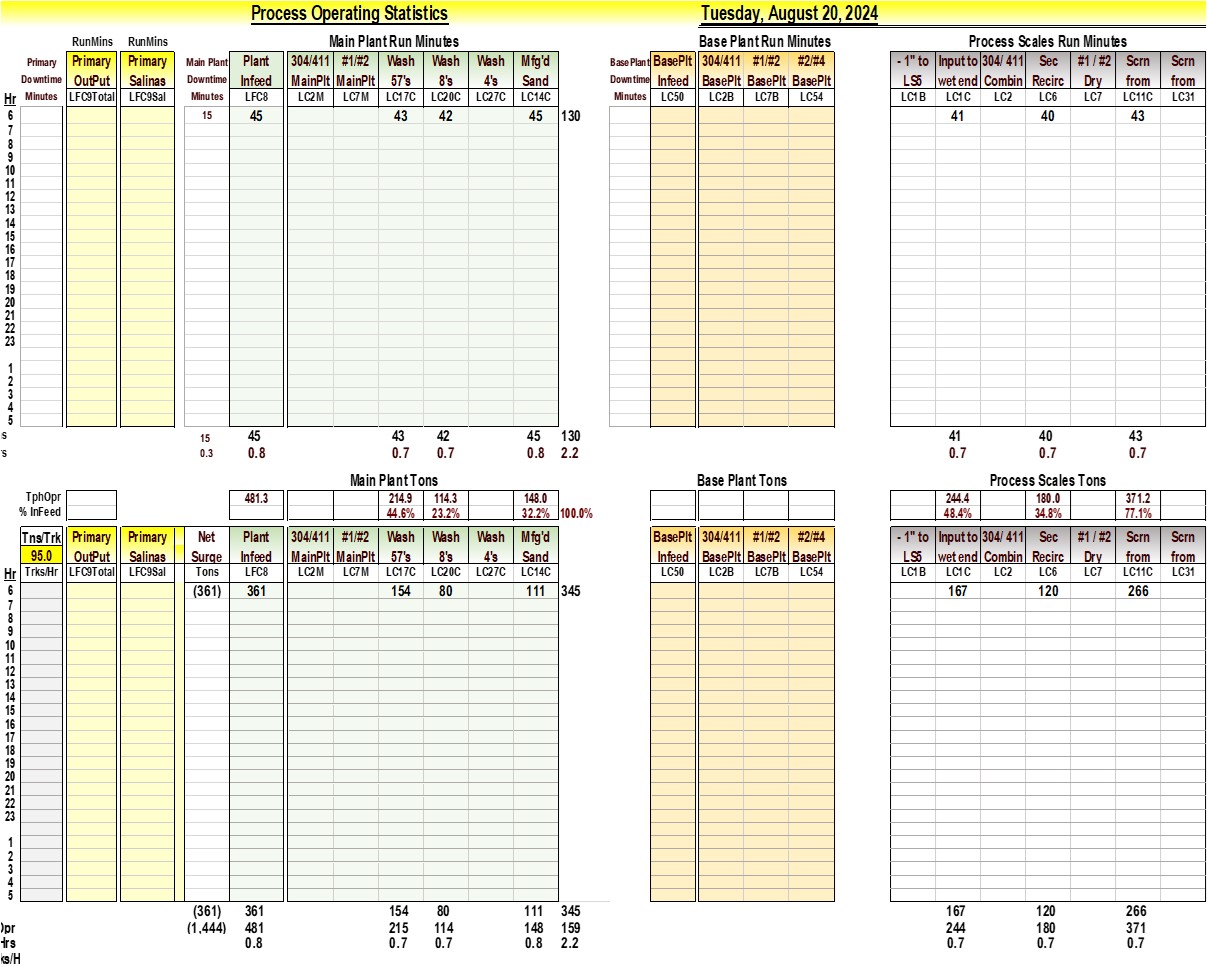 Process Operating Statistics Tuesday, August 20, 2024
RunMins RunMins Main Plant Run Minutes Base Plant Run Minutes Process Scales Run Minutes
Primary Primary Primary Main Plant Plant 304/411 #1/#2 Wash Wash Wash Mfg'd BasePlant BasePlt 304/411 #1/#2 #2/#4 - 1" to Input to 304/ 411 Sec #1 / #2 Scrn Scrn
Downtime OutPut Salinas Downtime Infeed MainPlt MainPlt 57's 8's 4's Sand Downtime Infeed BasePlt BasePlt BasePlt LS5 wet end Combin Recirc Dry from from
Hr Minutes LFC9Total LFC9Sal Minutes LFC8 LC2M LC7M LC17C LC20C LC27C LC14C Minutes LC50 LC2B LC7B LC54 LC1B LC1C LC2 LC6 LC7 LC11C LC31
6 15 45 43 42 45 130 41 40 43
7
8
9
10
11
12
13
14
15
16
17
18
19
20
21
22
23
1
2
3
4
5
s 15 45 43 42 45 130 41 40 43
s 0.3 0.8 0.7 0.7 0.8 2.2 0.7 0.7 0.7
Main Plant Tons Base Plant Tons Process Scales Tons
TphOpr 481.3 214.9 114.3 148.0 244.4 180.0 371.2
% InFeed 44.6% 23.2% 32.2% 100.0% 48.4% 34.8% 77.1%
Tns/Trk Primary Primary Net Plant 304/411 #1/#2 Wash Wash Wash Mfg'd BasePlt 304/411 #1/#2 #2/#4 - 1" to Input to 304/ 411 Sec #1 / #2 Scrn Scrn
95.0 OutPut Salinas Surge Infeed MainPlt MainPlt 57's 8's 4's Sand Infeed BasePlt BasePlt BasePlt LS5 wet end Combin Recirc Dry from from
Hr Trks/Hr LFC9Total LFC9Sal Tons LFC8 LC2M LC7M LC17C LC20C LC27C LC14C LC50 LC2B LC7B LC54 LC1B LC1C LC2 LC6 LC7 LC11C LC31
6 (361) 361 154 80 111 345 167 120 266
7
8
9
10
11
12
13
14
15
16
17
18
19
20
21
22
23
1
2
3
4
5
(361) 361 154 80 111 345 167 120 266
Opr (1,444) 481 215 114 148 159 244 180 371
Hrs 0.8 0.7 0.7 0.8 2.2 0.7 0.7 0.7
ks/H